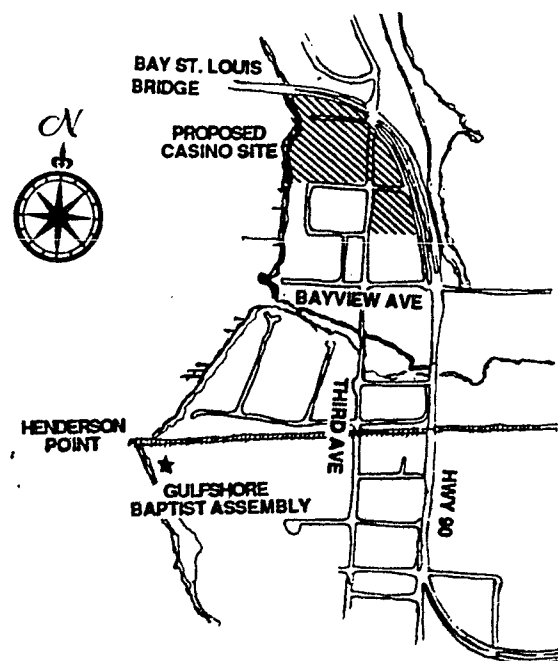 BAY ST. LOUIS
BRIDGE
N
PROPOSED
CASINO SITE
BAYVIEW AVE
THIRD AVE
HENDERSON
POINT
HWY 90
GULFSHORE
BAPTIST ASSEMBLY